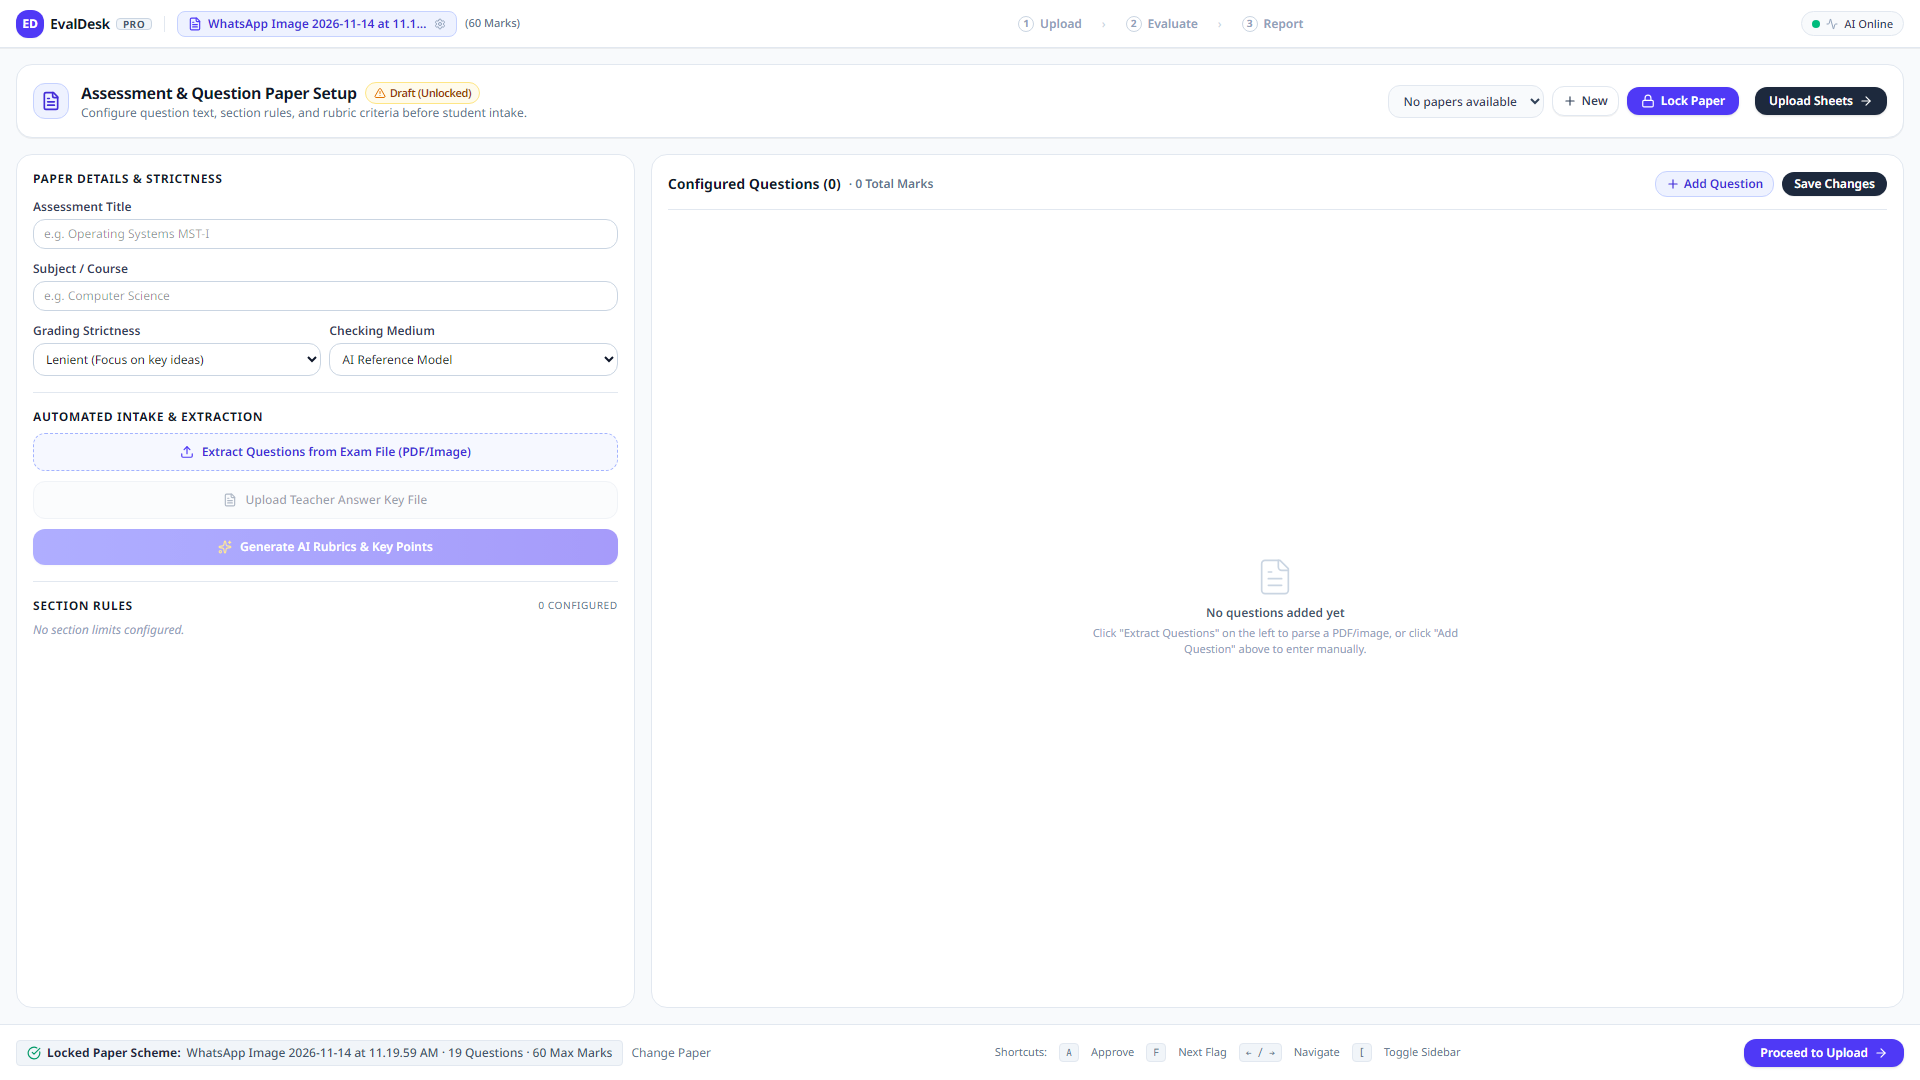 ED EvalDesk PRO WhatsApp Image 2026-11-14 at 11.1... (60 Marks) 1 Upload › 2 Evaluate › 3 Report AI Online
Assessment & Question Paper Setup Draft (Unlocked)
Configure question text, section rules, and rubric criteria before student intake.
No papers available + New Lock Paper Upload Sheets →
PAPER DETAILS & STRICTNESS
Assessment Title
e.g. Operating Systems MST-I
Subject / Course
e.g. Computer Science
Grading Strictness Checking Medium
Lenient (Focus on key ideas) AI Reference Model
AUTOMATED INTAKE & EXTRACTION
Extract Questions from Exam File (PDF/Image)
Upload Teacher Answer Key File
Generate AI Rubrics & Key Points
SECTION RULES 0 CONFIGURED
No section limits configured.
Configured Questions (0) · 0 Total Marks + Add Question Save Changes
No questions added yet
Click "Extract Questions" on the left to parse a PDF/image, or click "Add
Question" above to enter manually.
Locked Paper Scheme: WhatsApp Image 2026-11-14 at 11.19.59 AM · 19 Questions · 60 Max Marks Change Paper
Shortcuts: A Approve F Next Flag ← / → Navigate [ Toggle Sidebar
Proceed to Upload →